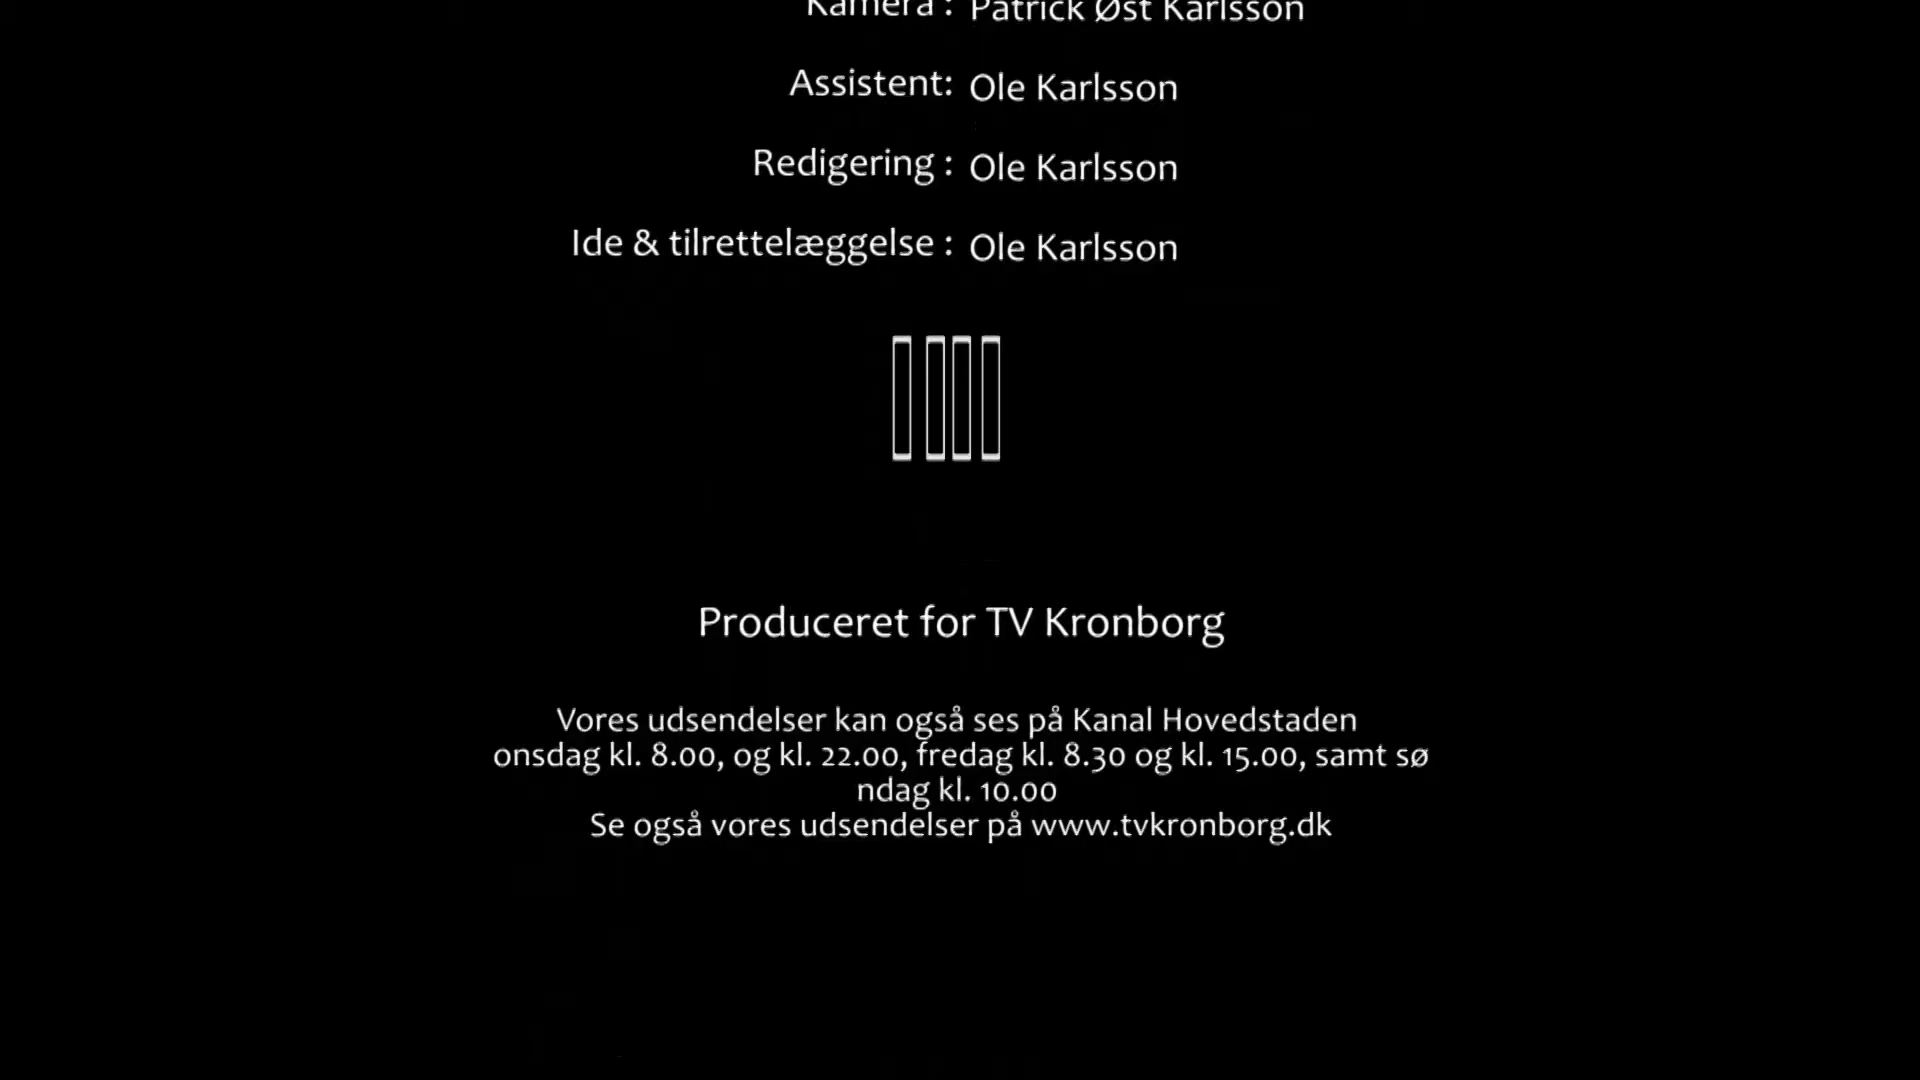 Kamera : Patrick Øst Karlsson
Assistent: Ole Karlsson
Redigering : Ole Karlsson
Ide & tilrettelæggelse : Ole Karlsson
Produceret for TV Kronborg
Vores udsendelser kan også ses på Kanal Hovedstaden
onsdag kl. 8.00, og kl. 22.00, fredag kl. 8.30 og kl. 15.00, samt sø
ndag kl. 10.00
Se også vores udsendelser på www.tvkronborg.dk